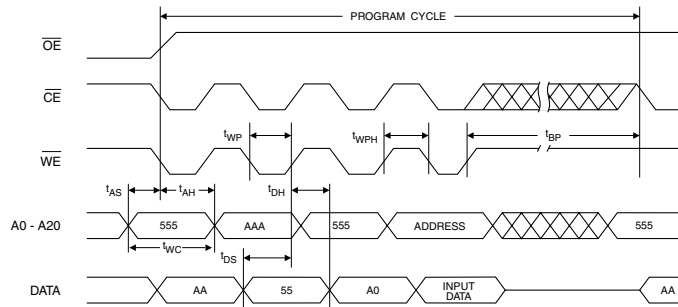 PROGRAM CYCLE
OE
CE
tWP
tWPH
tBP
WE
tAS
tAH
tDH
A0 - A20
555
AAA
555
ADDRESS
555
tWC
tDS
DATA
AA
55
A0
INPUT
DATA
AA